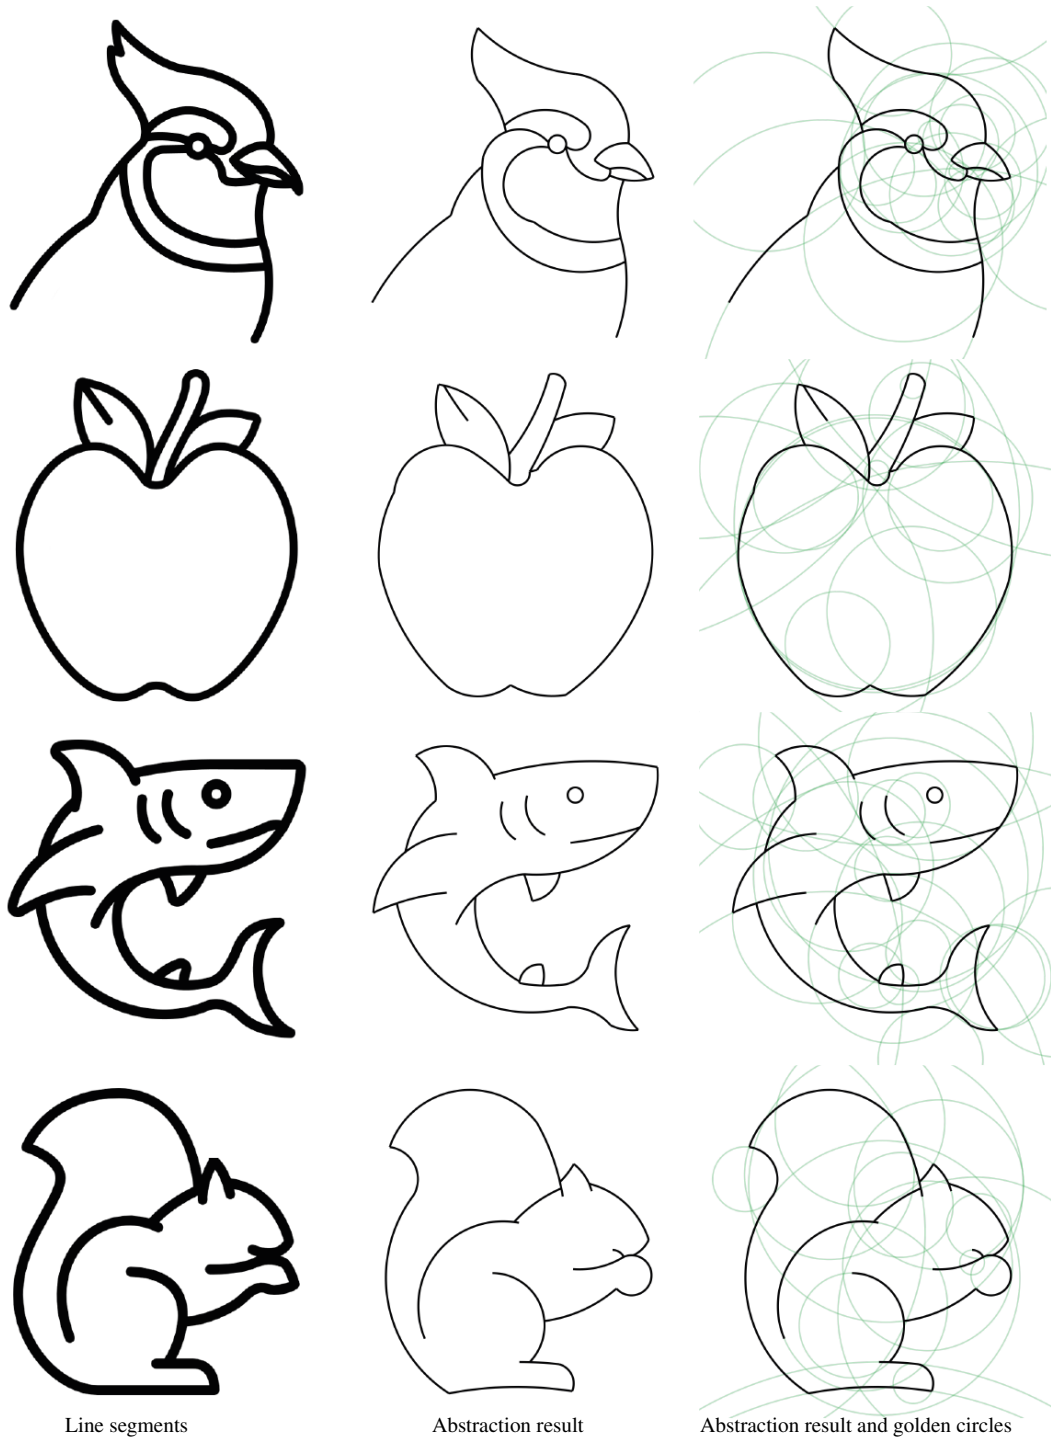 Line segments
Abstraction result
Abstraction result and golden circles